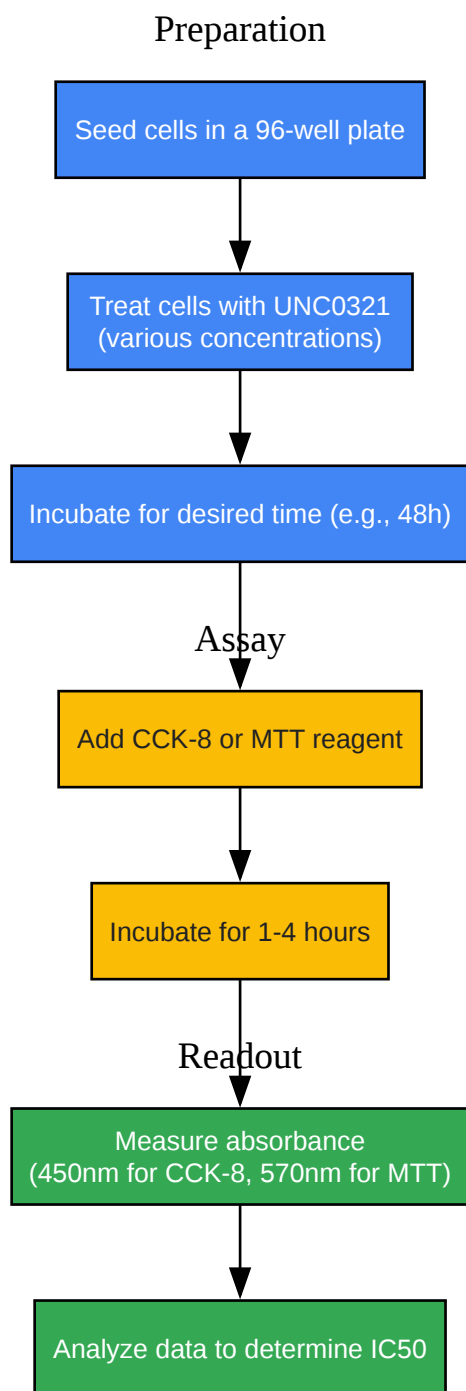 Preparation
Seed cells in a 96-well plate
Treat cells with UNC0321
(various concentrations)
Incubate for desired time (e.g., 48h)
Assay
Add CCK-8 or MTT reagent
Incubate for 1-4 hours
Readout
Measure absorbance
(450nm for CCK-8, 570nm for MTT)
Analyze data to determine IC50